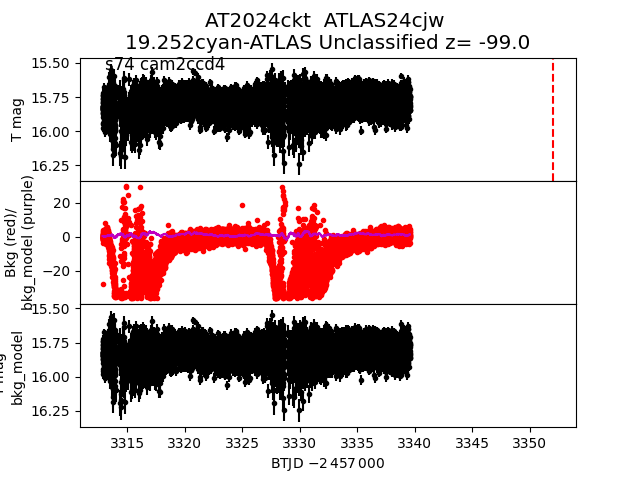 AT2024ckt ATLAS24cjw
19.252cyan-ATLAS Unclassified z= -99.0
s74 cam2ccd4
15.50
15.75
16.00
16.25
T mag
20
0
−20
Bkg (red)/
bkg_model (purple)
15.50
15.75
16.00
16.25
mag
bkg_model
3315 3320 3325 3330 3335 3340 3345 3350
BTJD −2 457 000